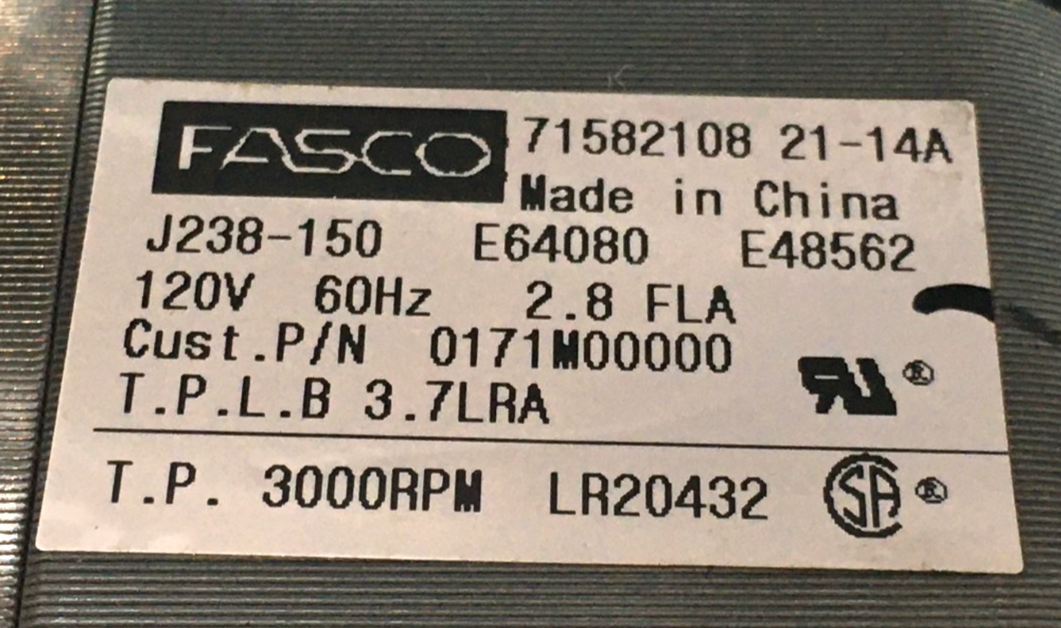 FASCO 71582108 21-14A
Made in China
J238-150 E64080 E48562
120V 60Hz 2.8 FLA
Cust.P/N 0171M00000
T.P.L.B 3.7LRA
T.P. 3000RPM LR20432